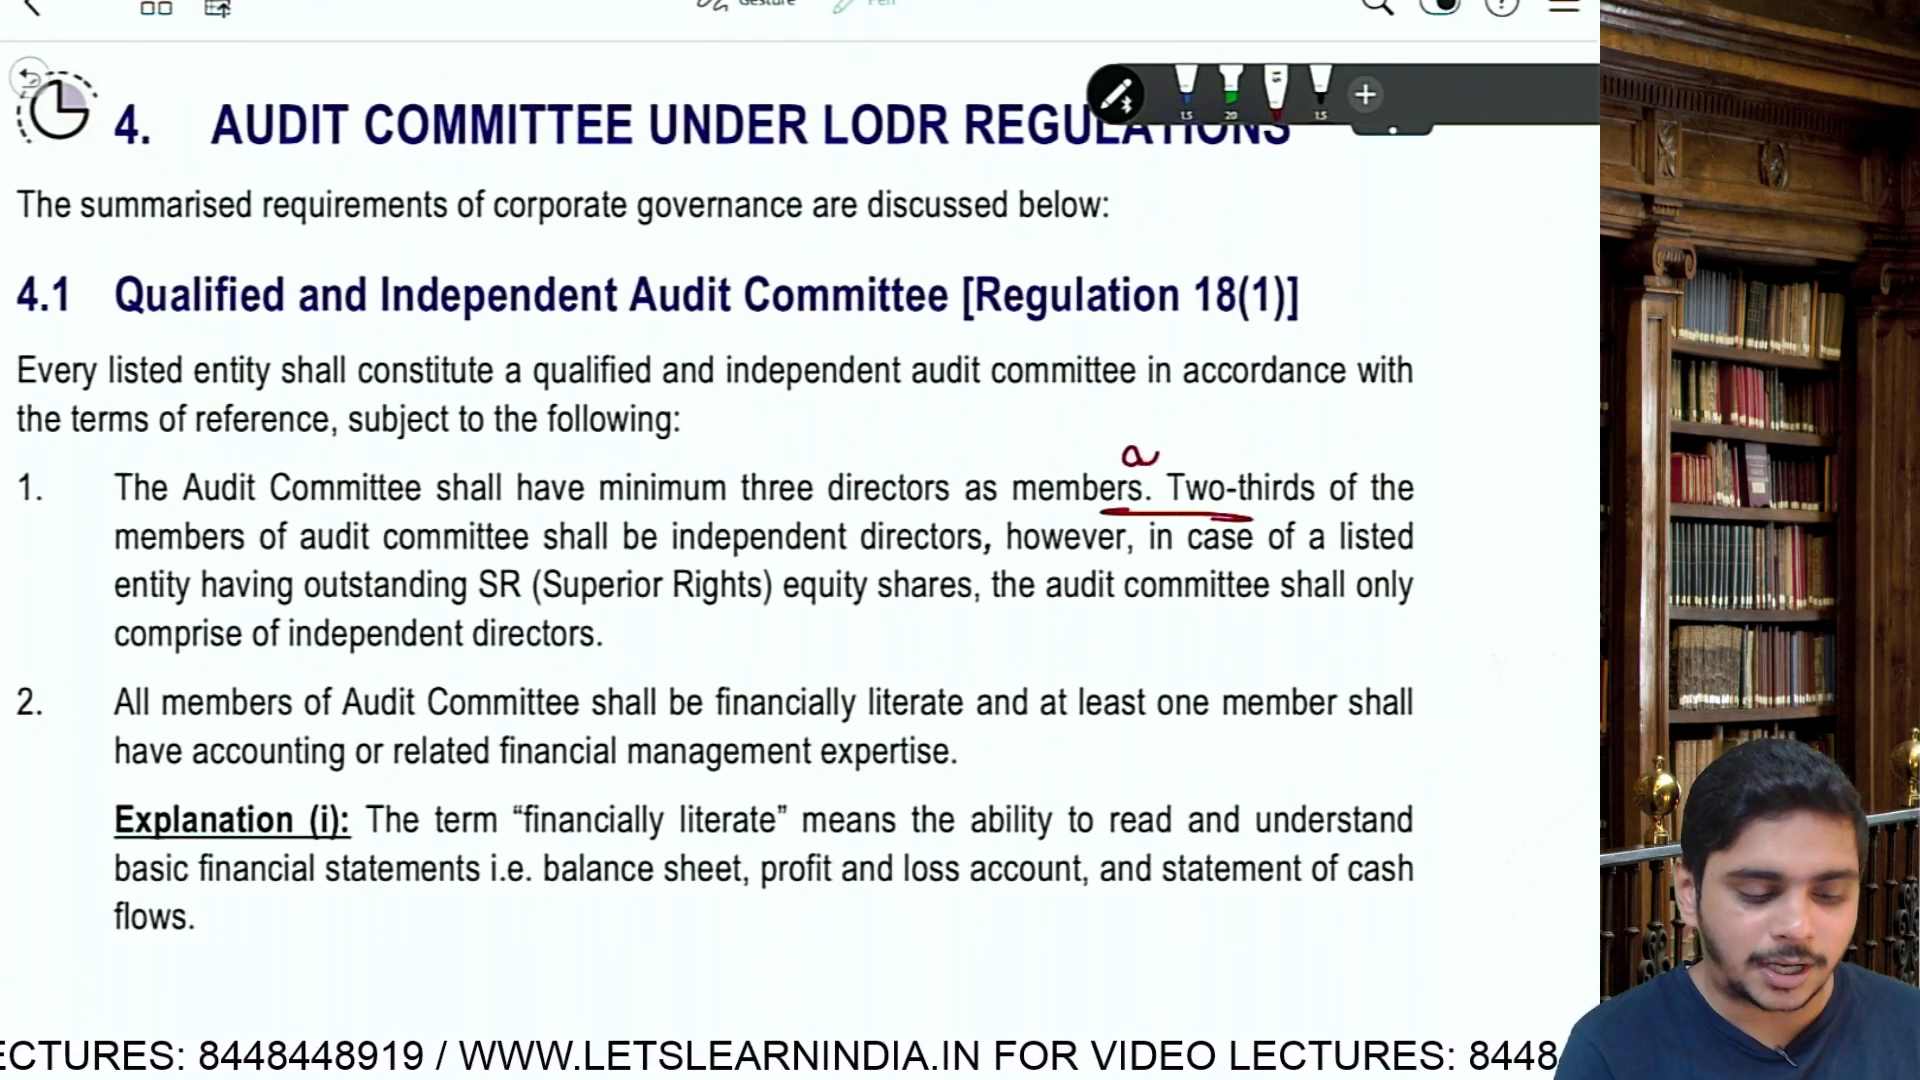 Gesture
Pen
15 20 15 15
4. AUDIT COMMITTEE UNDER LODR REGULATIONS
The summarised requirements of corporate governance are discussed below:
4.1 Qualified and Independent Audit Committee [Regulation 18(1)]
Every listed entity shall constitute a qualified and independent audit committee in accordance with
the terms of reference, subject to the following:
a
1. The Audit Committee shall have minimum three directors as members. Two-thirds of the
members of audit committee shall be independent directors, however, in case of a listed
entity having outstanding SR (Superior Rights) equity shares, the audit committee shall only
comprise of independent directors.
2. All members of Audit Committee shall be financially literate and at least one member shall
have accounting or related financial management expertise.
Explanation (i): The term “financially literate” means the ability to read and understand
basic financial statements i.e. balance sheet, profit and loss account, and statement of cash
flows.
ECTURES: 8448448919 / WWW.LETSLEARNINDIA.IN FOR VIDEO LECTURES: 8448